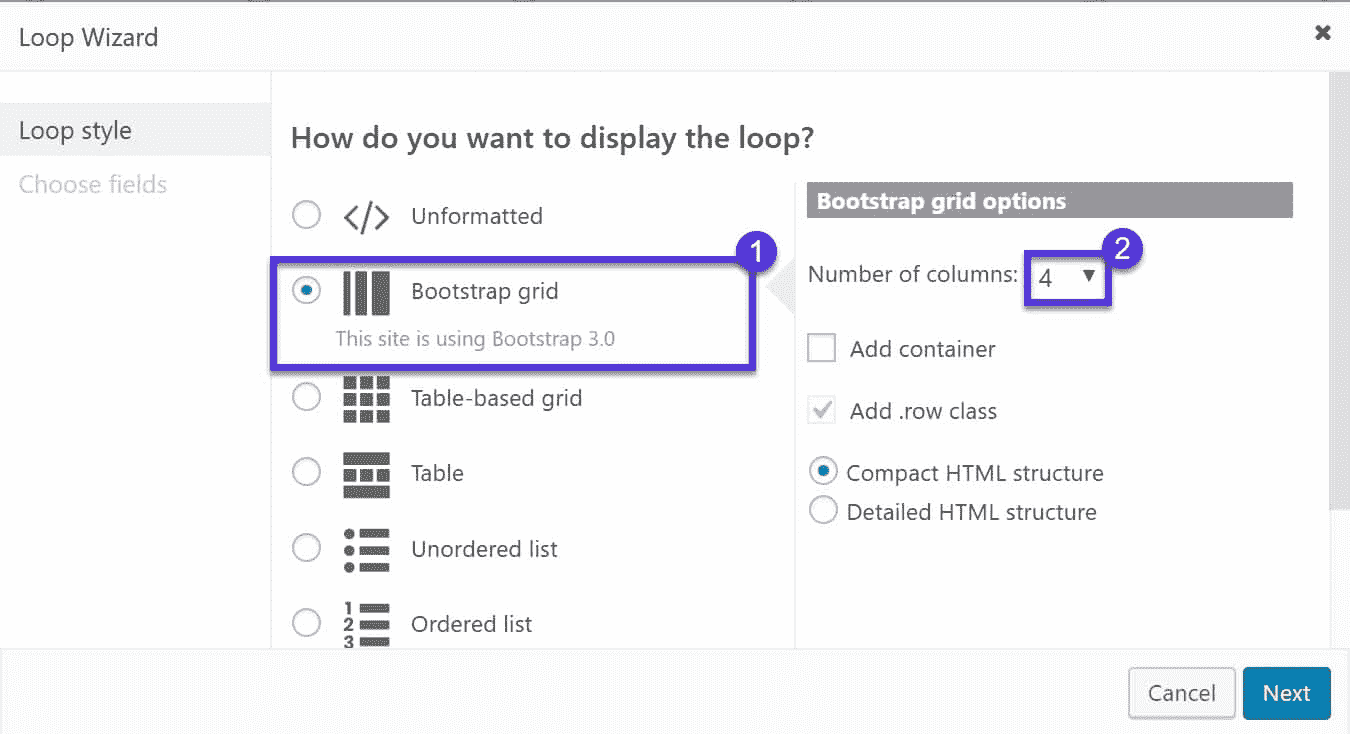 Loop Wizard
Loop style
Choose fields
How do you want to display the loop?
Unformatted
1
Bootstrap grid
This site is using Bootstrap 3.0
Table-based grid
Table
Unordered list
1
2
3
Ordered list
Bootstrap grid options
2
Number of columns: 4
Add container
Add .row class
Compact HTML structure
Detailed HTML structure
Cancel
Next